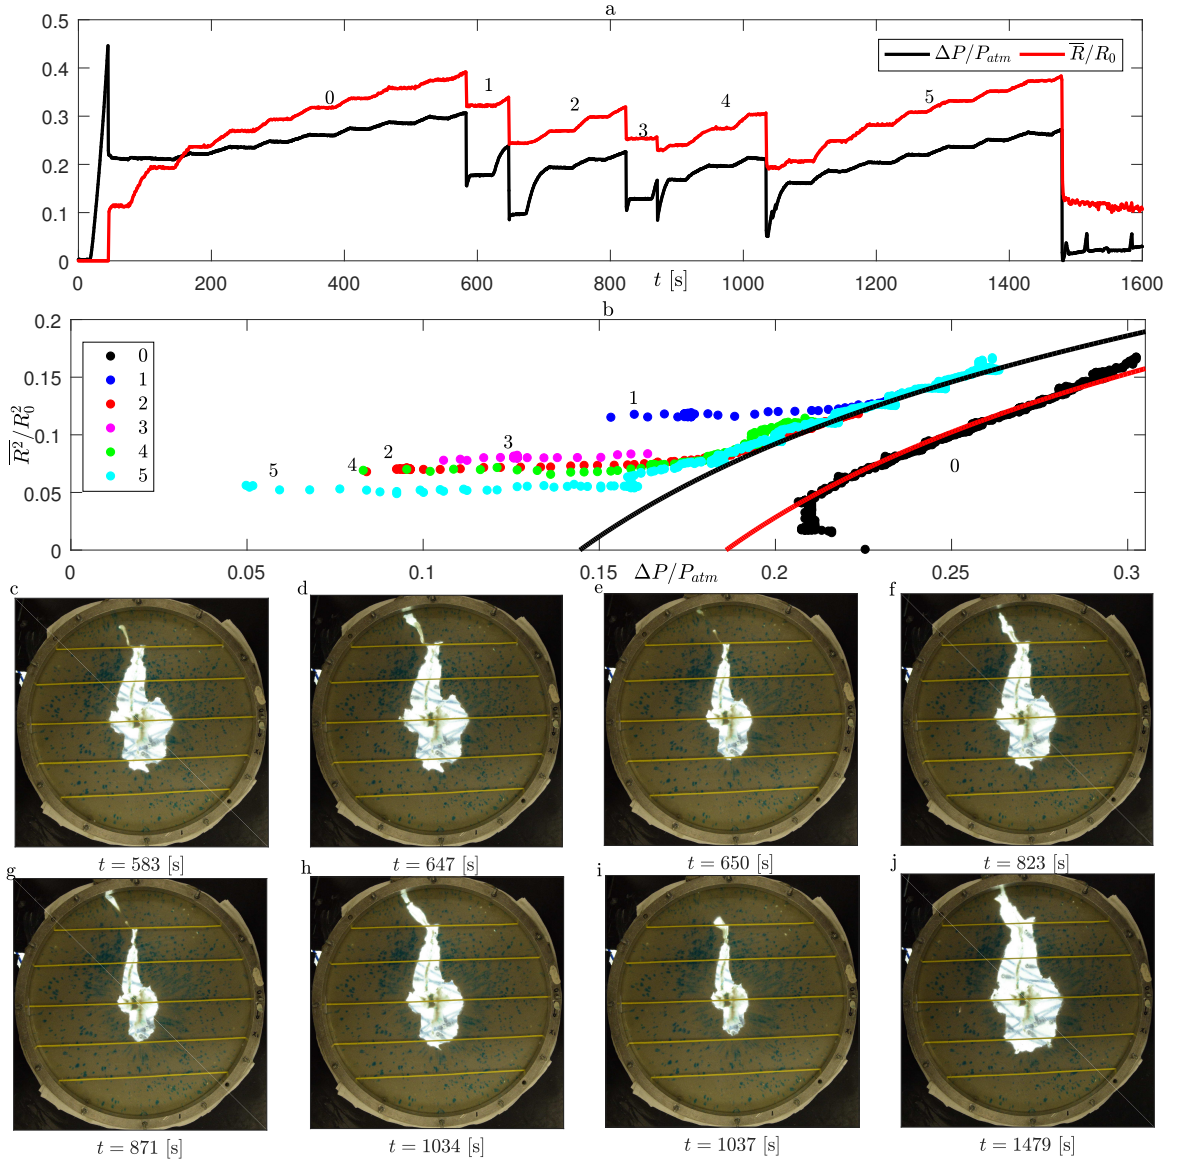 a
0.5
0.4
0.3
0.2
0.1
0
ΔP/P_atm
R̅/R_0
0
1
2
3
4
5
0 200 400 600 800 1000 1200 1400 1600
t [s]
b
0.2
0.15
0.1
0.05
0
R̅²/R_0²
0
1
2
3
4
5
1
2
3
4
5
0
0 0.05 0.1 0.15 0.2 0.25 0.3
ΔP/P_atm
c d e f
t = 583 [s] t = 647 [s] t = 650 [s] t = 823 [s]
g h i j
t = 871 [s] t = 1034 [s] t = 1037 [s] t = 1479 [s]